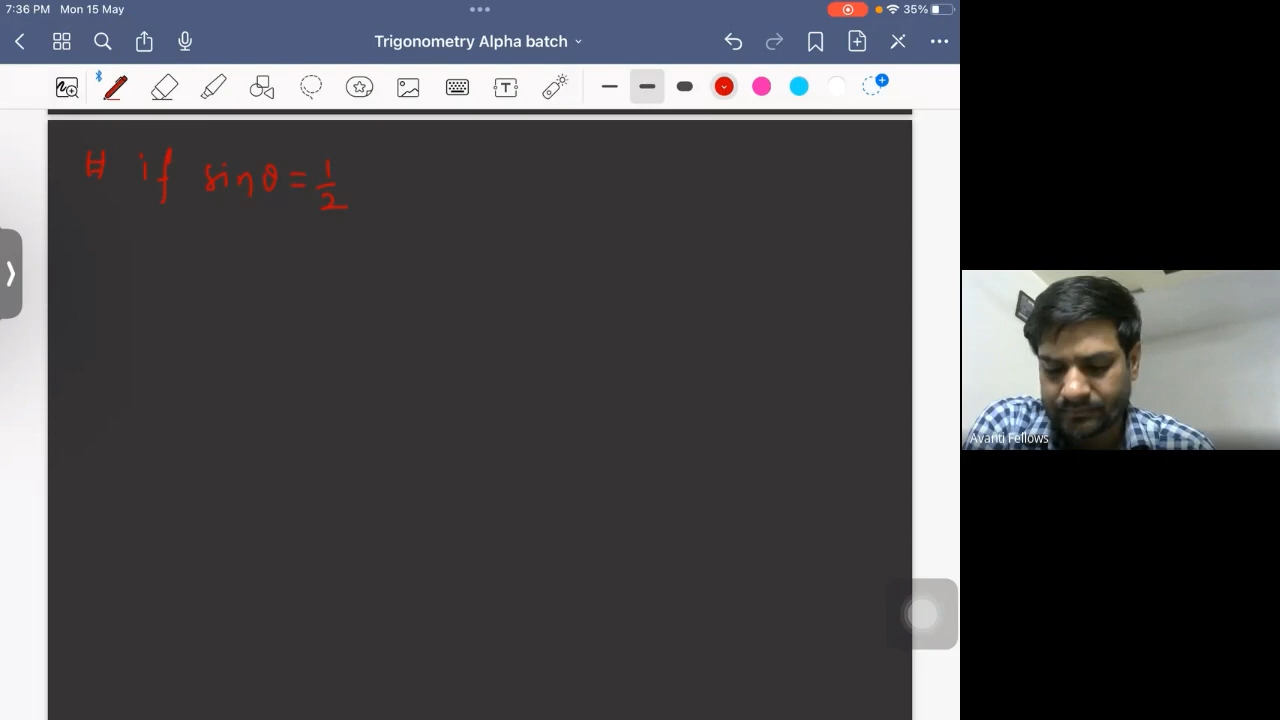 7:36 PM Mon 15 May
35%
Trigonometry Alpha batch
T
# if sinθ = 1/2
Avanti Fellows